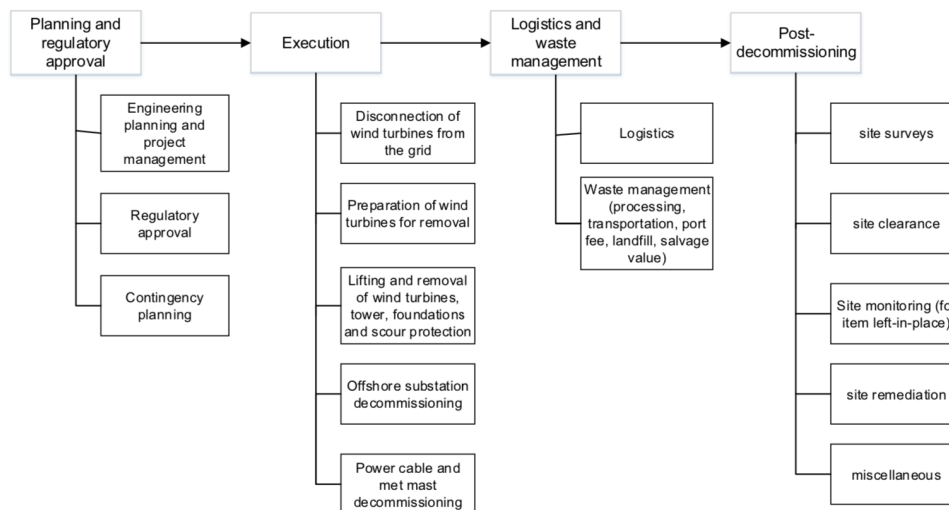 Planning and
regulatory
approval
Execution
Logistics and
waste
management
Post-
decommissioning
Engineering
planning and
project
management
Regulatory
approval
Contingency
planning
Disconnection of
wind turbines from
the grid
Preparation of wind
turbines for removal
Lifting and removal
of wind turbines,
tower, foundations
and scour protection
Offshore substation
decommissioning
Power cable and
met mast
decommissioning
Logistics
Waste management
(processing,
transportation, port
fee, landfill, salvage
value)
site surveys
site clearance
Site monitoring (fo
item left-in-place)
site remediation
miscellaneous